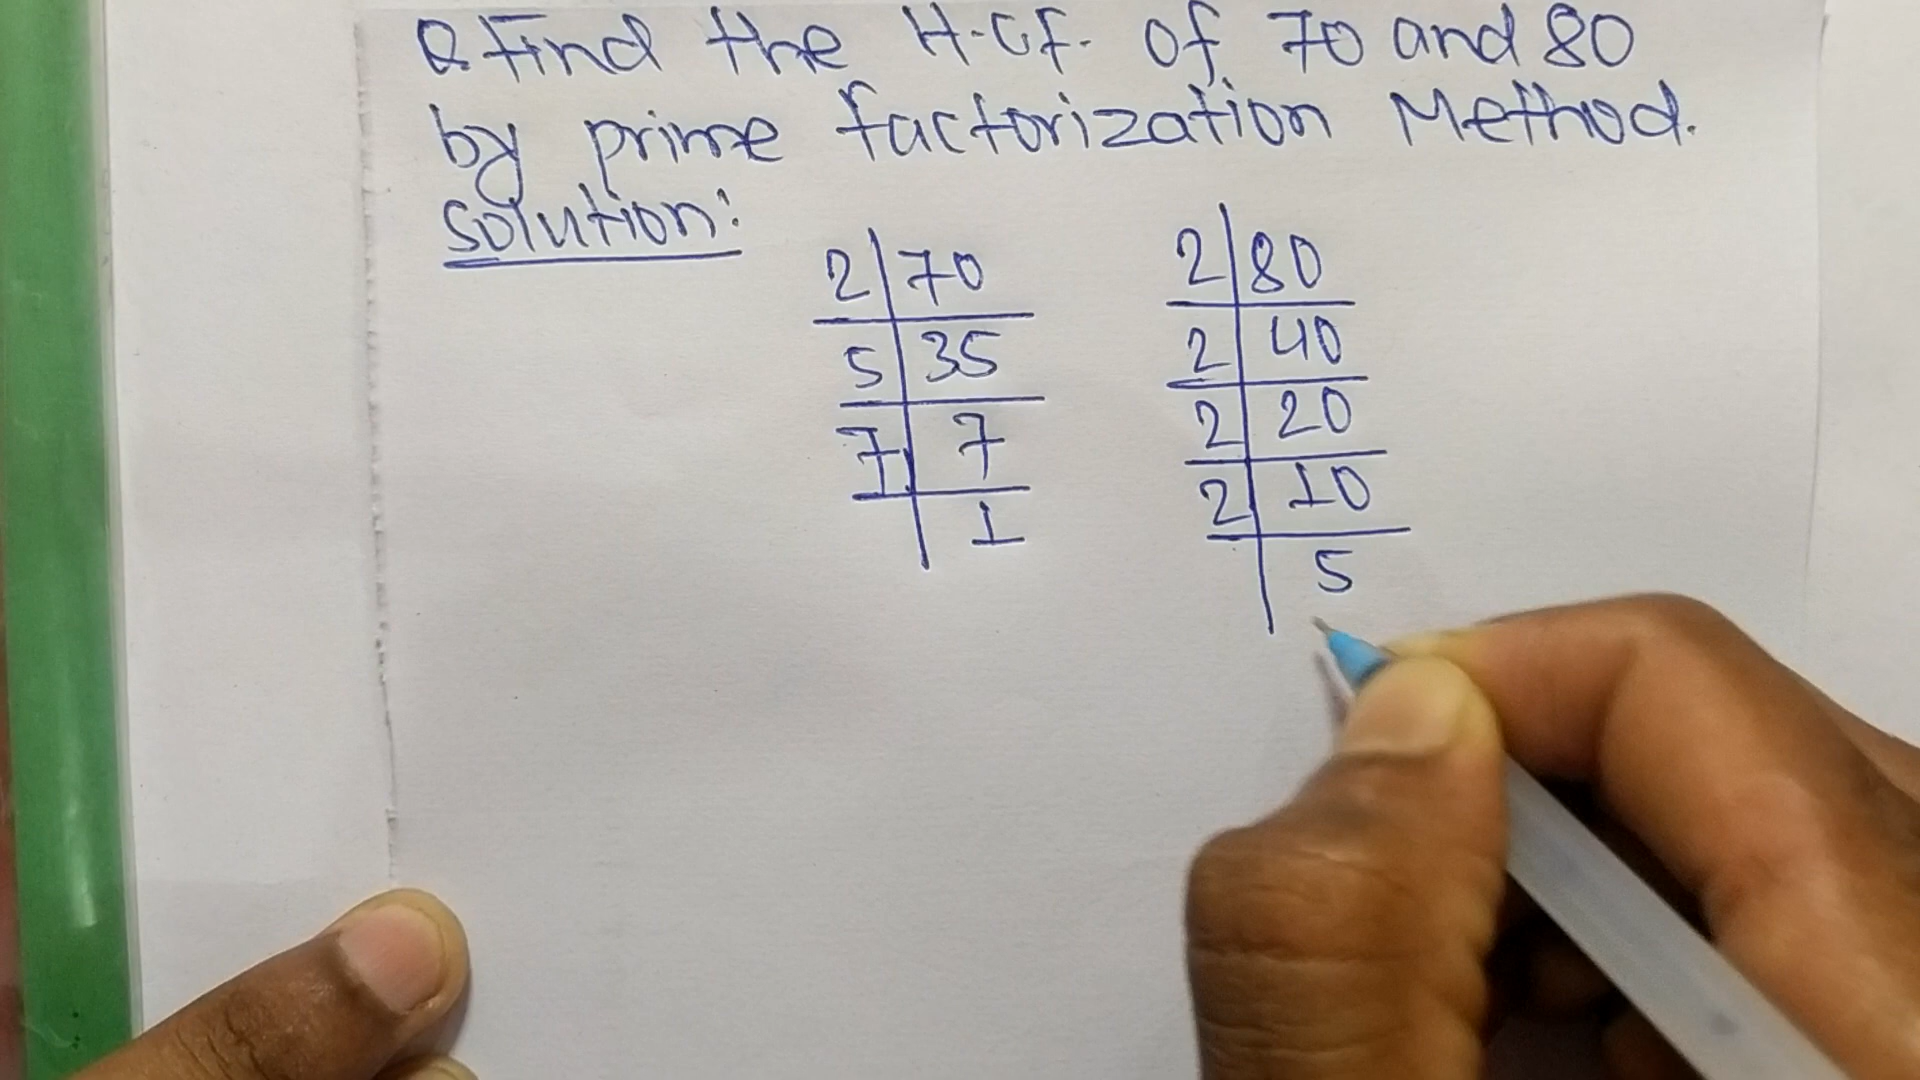 Q. Find the H.C.F. of 70 and 80
by prime factorization Method.
Solution:
2 | 70
5 | 35
7 | 7
1
2 | 80
2 | 40
2 | 20
2 | 10
5